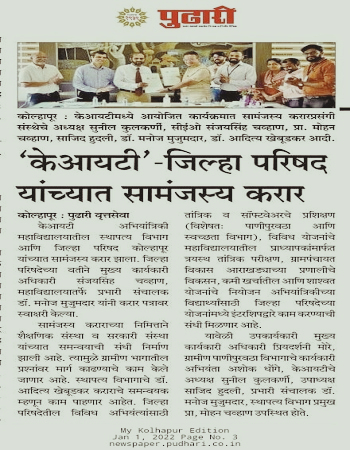 पुढारी
कोल्हापूर : केआयटीमध्ये आयोजित कार्यक्रमात सामंजस्य करारप्रसंगी
संस्थेचे अध्यक्ष सुनील कुलकर्णी, सीईओ संजयसिंह चव्हाण, प्रा. मोहन
चव्हाण, साजिद हुदली, डॉ. मनोज मुजुमदार, डॉ. आदित्य खेबूडकर आदी.
'केआयटी'-जिल्हा परिषद
यांच्यात सामंजस्य करार
कोल्हापूर : पुढारी वृत्तसेवा
केआयटी अभियांत्रिकी
महाविद्यालयातील स्थापत्य विभाग
आणि जिल्हा परिषद कोल्हापूर
यांच्यात सामंजस्य करार झाला. जिल्हा
परिषदेच्या वतीने मुख्य कार्यकारी
अधिकारी संजयसिंह चव्हाण,
महाविद्यालयातर्फे प्रभारी संचालक
डॉ. मनोज मुजुमदार यांनी करार पत्रावर
स्वाक्षरी केल्या.
सामंजस्य कराराच्या निमित्ताने
शैक्षणिक संस्था व सरकारी संस्था
यांच्यात समन्वयाची संधी निर्माण
झाली आहे. त्यामुळे ग्रामीण भागातील
प्रश्नांवर मार्ग काढण्याचे काम केले
जाणार आहे. स्थापत्य विभागाचे डॉ.
आदित्य खेबूडकर कराराचे समन्वयक
म्हणून काम पाहणार आहेत. जिल्हा
परिषदेतील विविध अभियंत्यांसाठी
तांत्रिक व सॉफ्टवेअरचे प्रशिक्षण
(विशेषतः पाणीपुरवठा आणि
स्वच्छता विभाग), विविध योजनांचे
महाविद्यालयातील प्राध्यापकांमार्फत
त्रयस्थ तांत्रिक परीक्षण, ग्रामपंचायत
विकास आराखड्याच्या प्रणालीचे
विकसन, कमी खर्चातील आणि शाश्वत
योजनांचे नियोजन अभियांत्रिकीच्या
विद्यार्थ्यांसाठी जिल्हा परिषदेच्या
योजनांमध्ये इंटरशिपद्वारे काम करण्याची
संधी मिळणार आहे.
यावेळी उपकार्यकारी मुख्य
कार्यकारी अधिकारी प्रियदर्शनी मोरे,
ग्रामीण पाणीपुरवठा विभागाचे कार्यकारी
अभियंता अशोक धोंगे, केआयटीचे
अध्यक्ष सुनील कुलकर्णी, उपाध्यक्ष
साजिद हुदली, प्रभारी संचालक डॉ.
मनोज मुजुमदार, स्थापत्य विभाग प्रमुख
प्रा. मोहन चव्हाण उपस्थित होते.
My Kolhapur Edition
Jan 1, 2022 Page No. 3
newspaper.pudhari.co.in